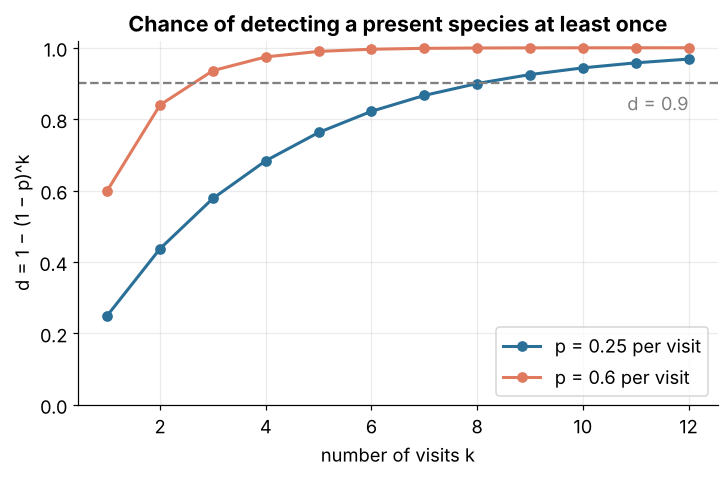 Chance of detecting a present species at least once
d = 1 − (1 − p)^k
1.0
0.8
0.6
0.4
0.2
0.0
d = 0.9
p = 0.25 per visit
p = 0.6 per visit
2 4 6 8 10 12
number of visits k